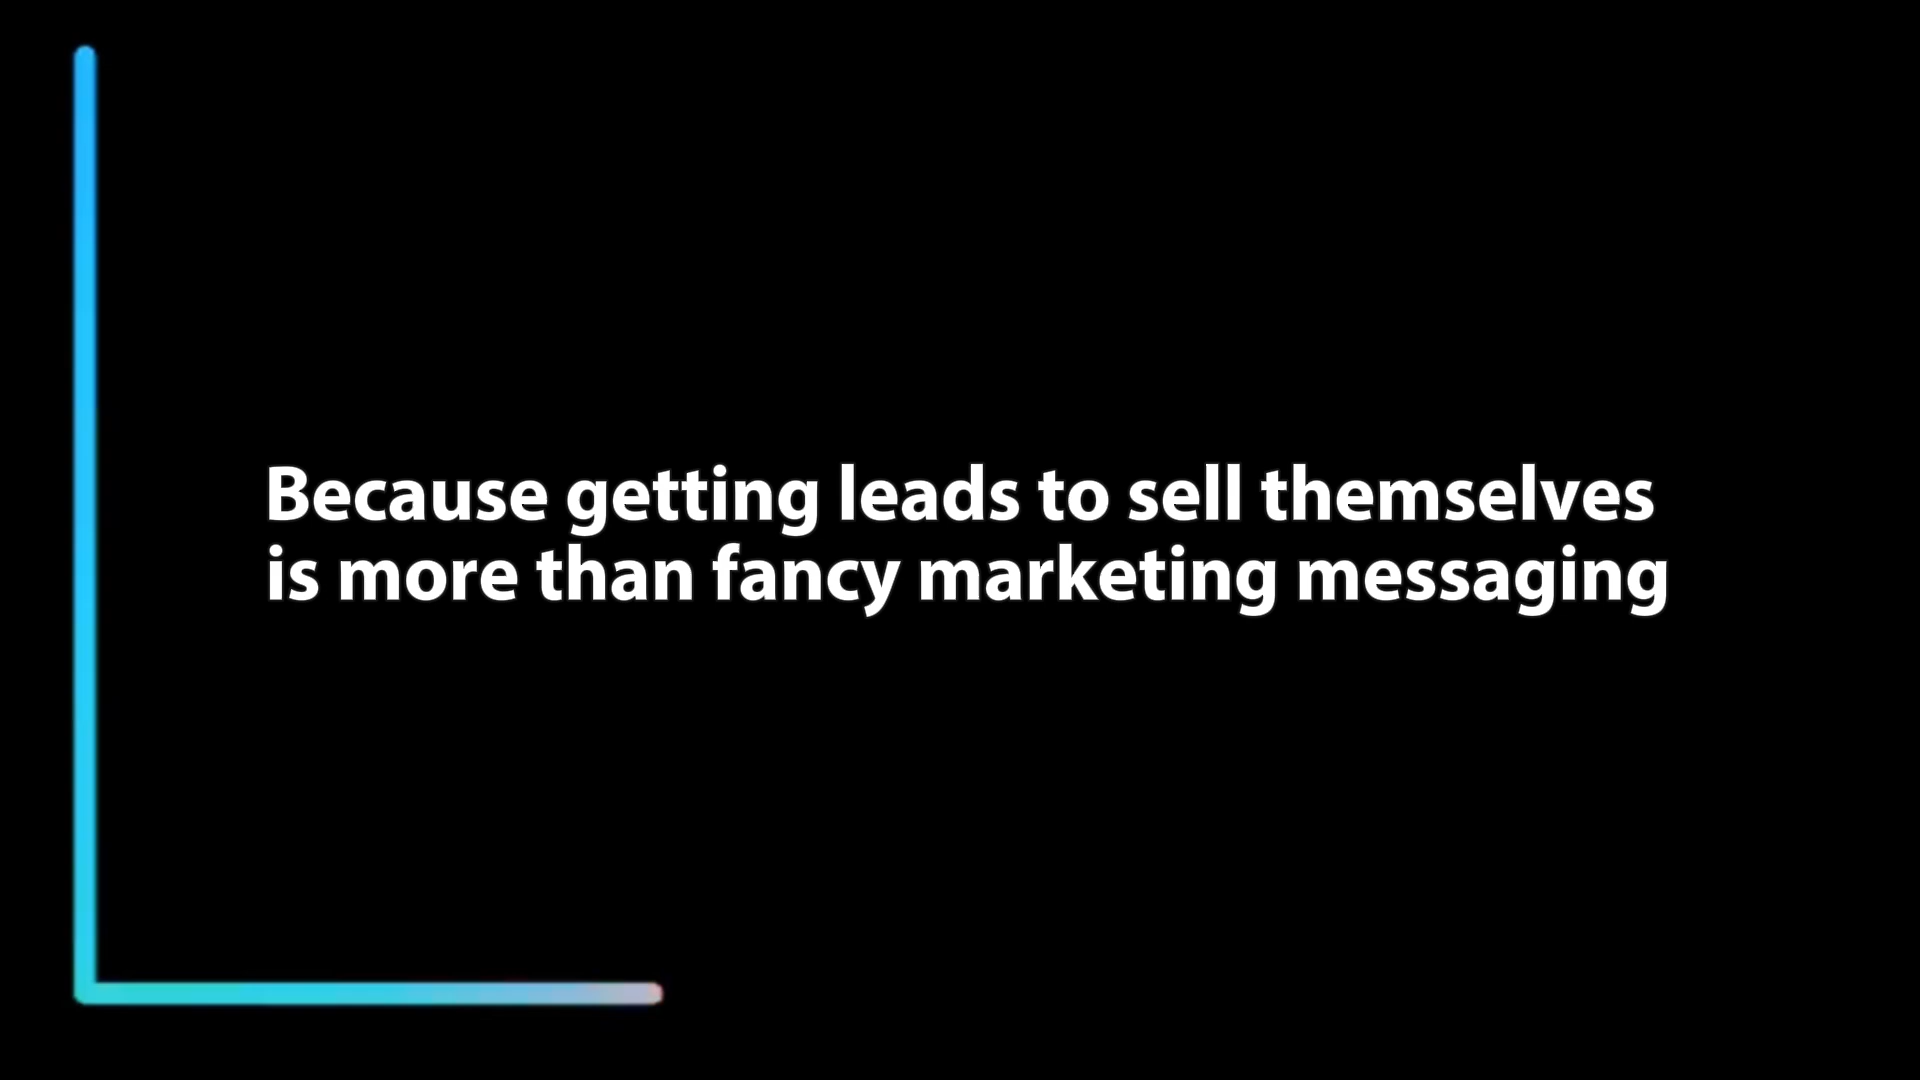 Because getting leads to sell themselves
is more than fancy marketing messaging